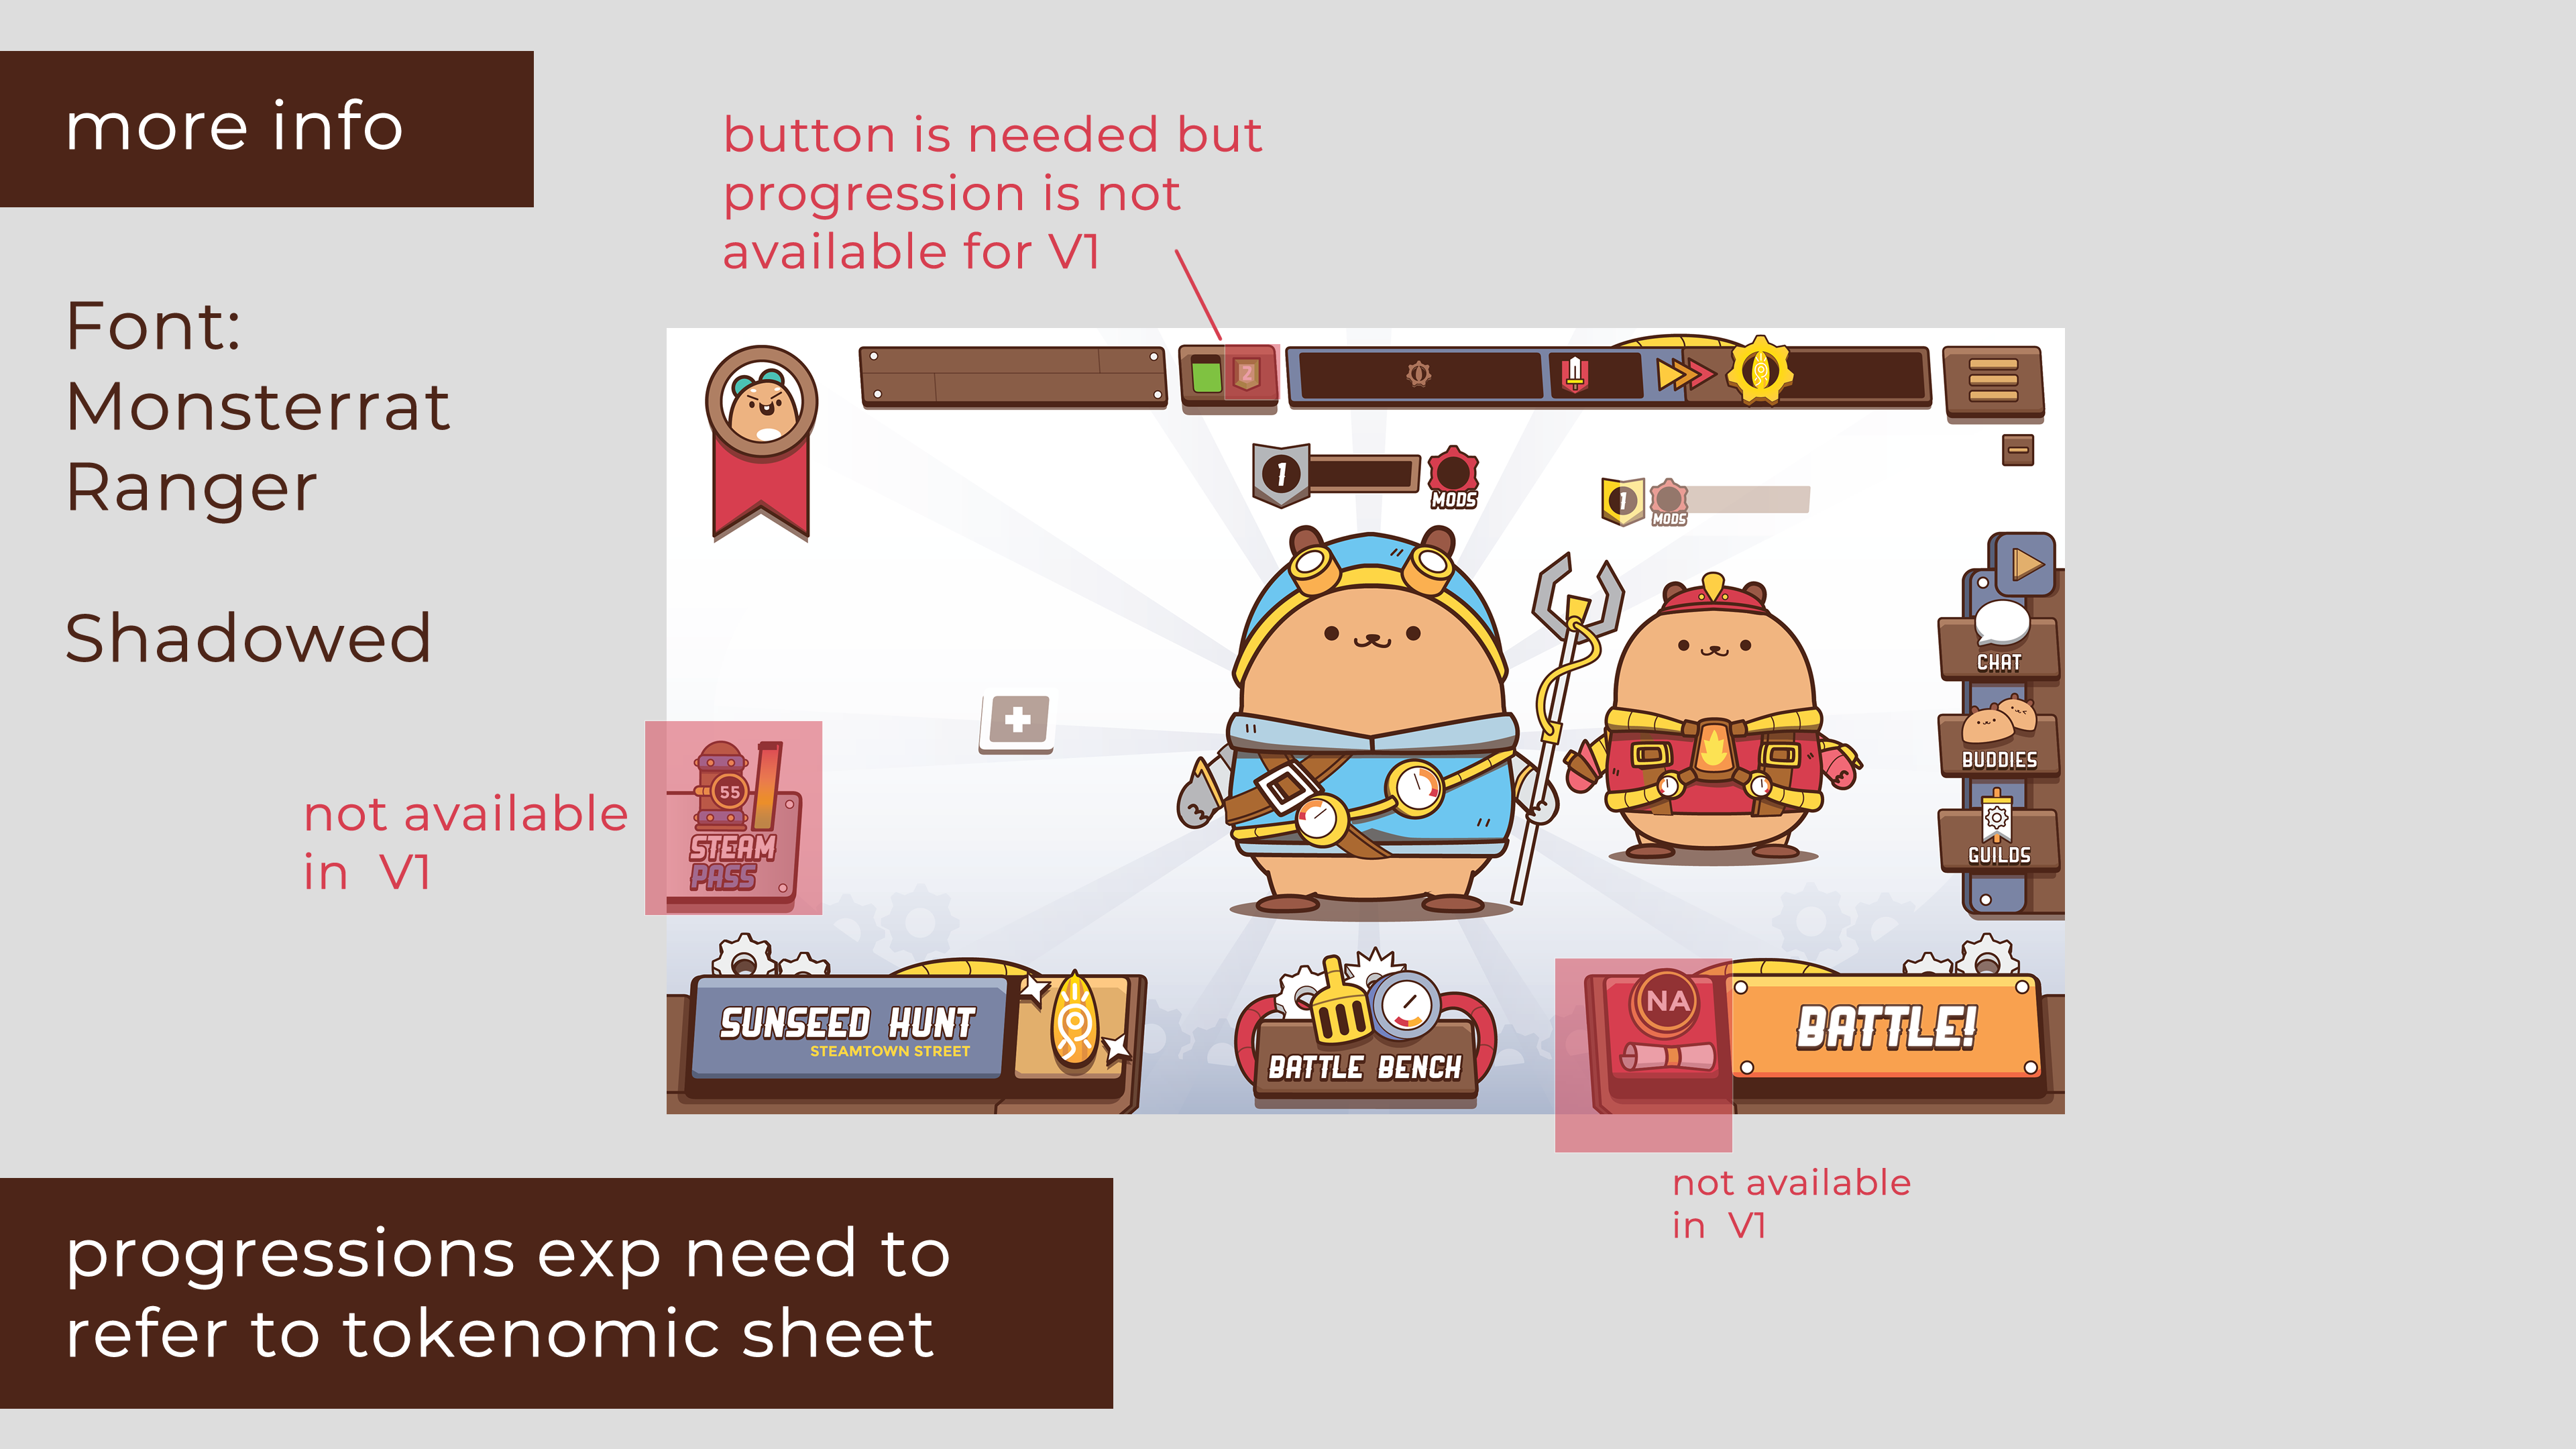 more info
button is needed but
progression is not
available for V1
Font:
Monsterrat
Ranger
Shadowed
2
1
MODS
1
MODS
CHAT
BUDDIES
GUILDS
55
STEAM
PASS
not available
in V1
SUNSEED HUNT
STEAMTOWN STREET
BATTLE BENCH
NA
BATTLE!
not available
in V1
progressions exp need to
refer to tokenomic sheet